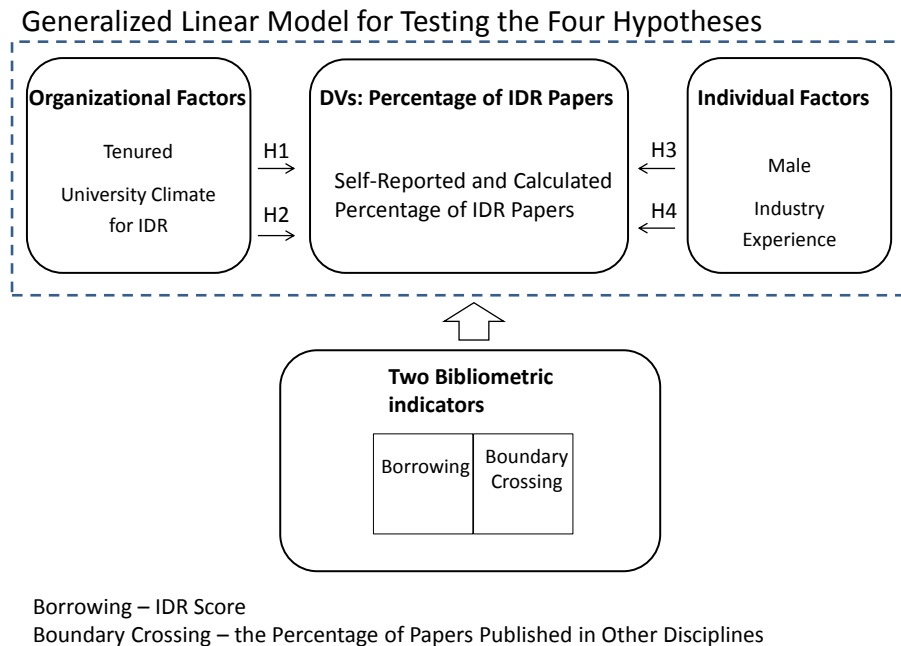 Generalized Linear Model for Testing the Four Hypotheses
Organizational Factors
Tenured
University Climate
for IDR
H1
H2
DVs: Percentage of IDR Papers
Self-Reported and Calculated
Percentage of IDR Papers
H3
H4
Individual Factors
Male
Industry
Experience
Two Bibliometric
indicators
Borrowing
Boundary
Crossing
Borrowing – IDR Score
Boundary Crossing – the Percentage of Papers Published in Other Disciplines